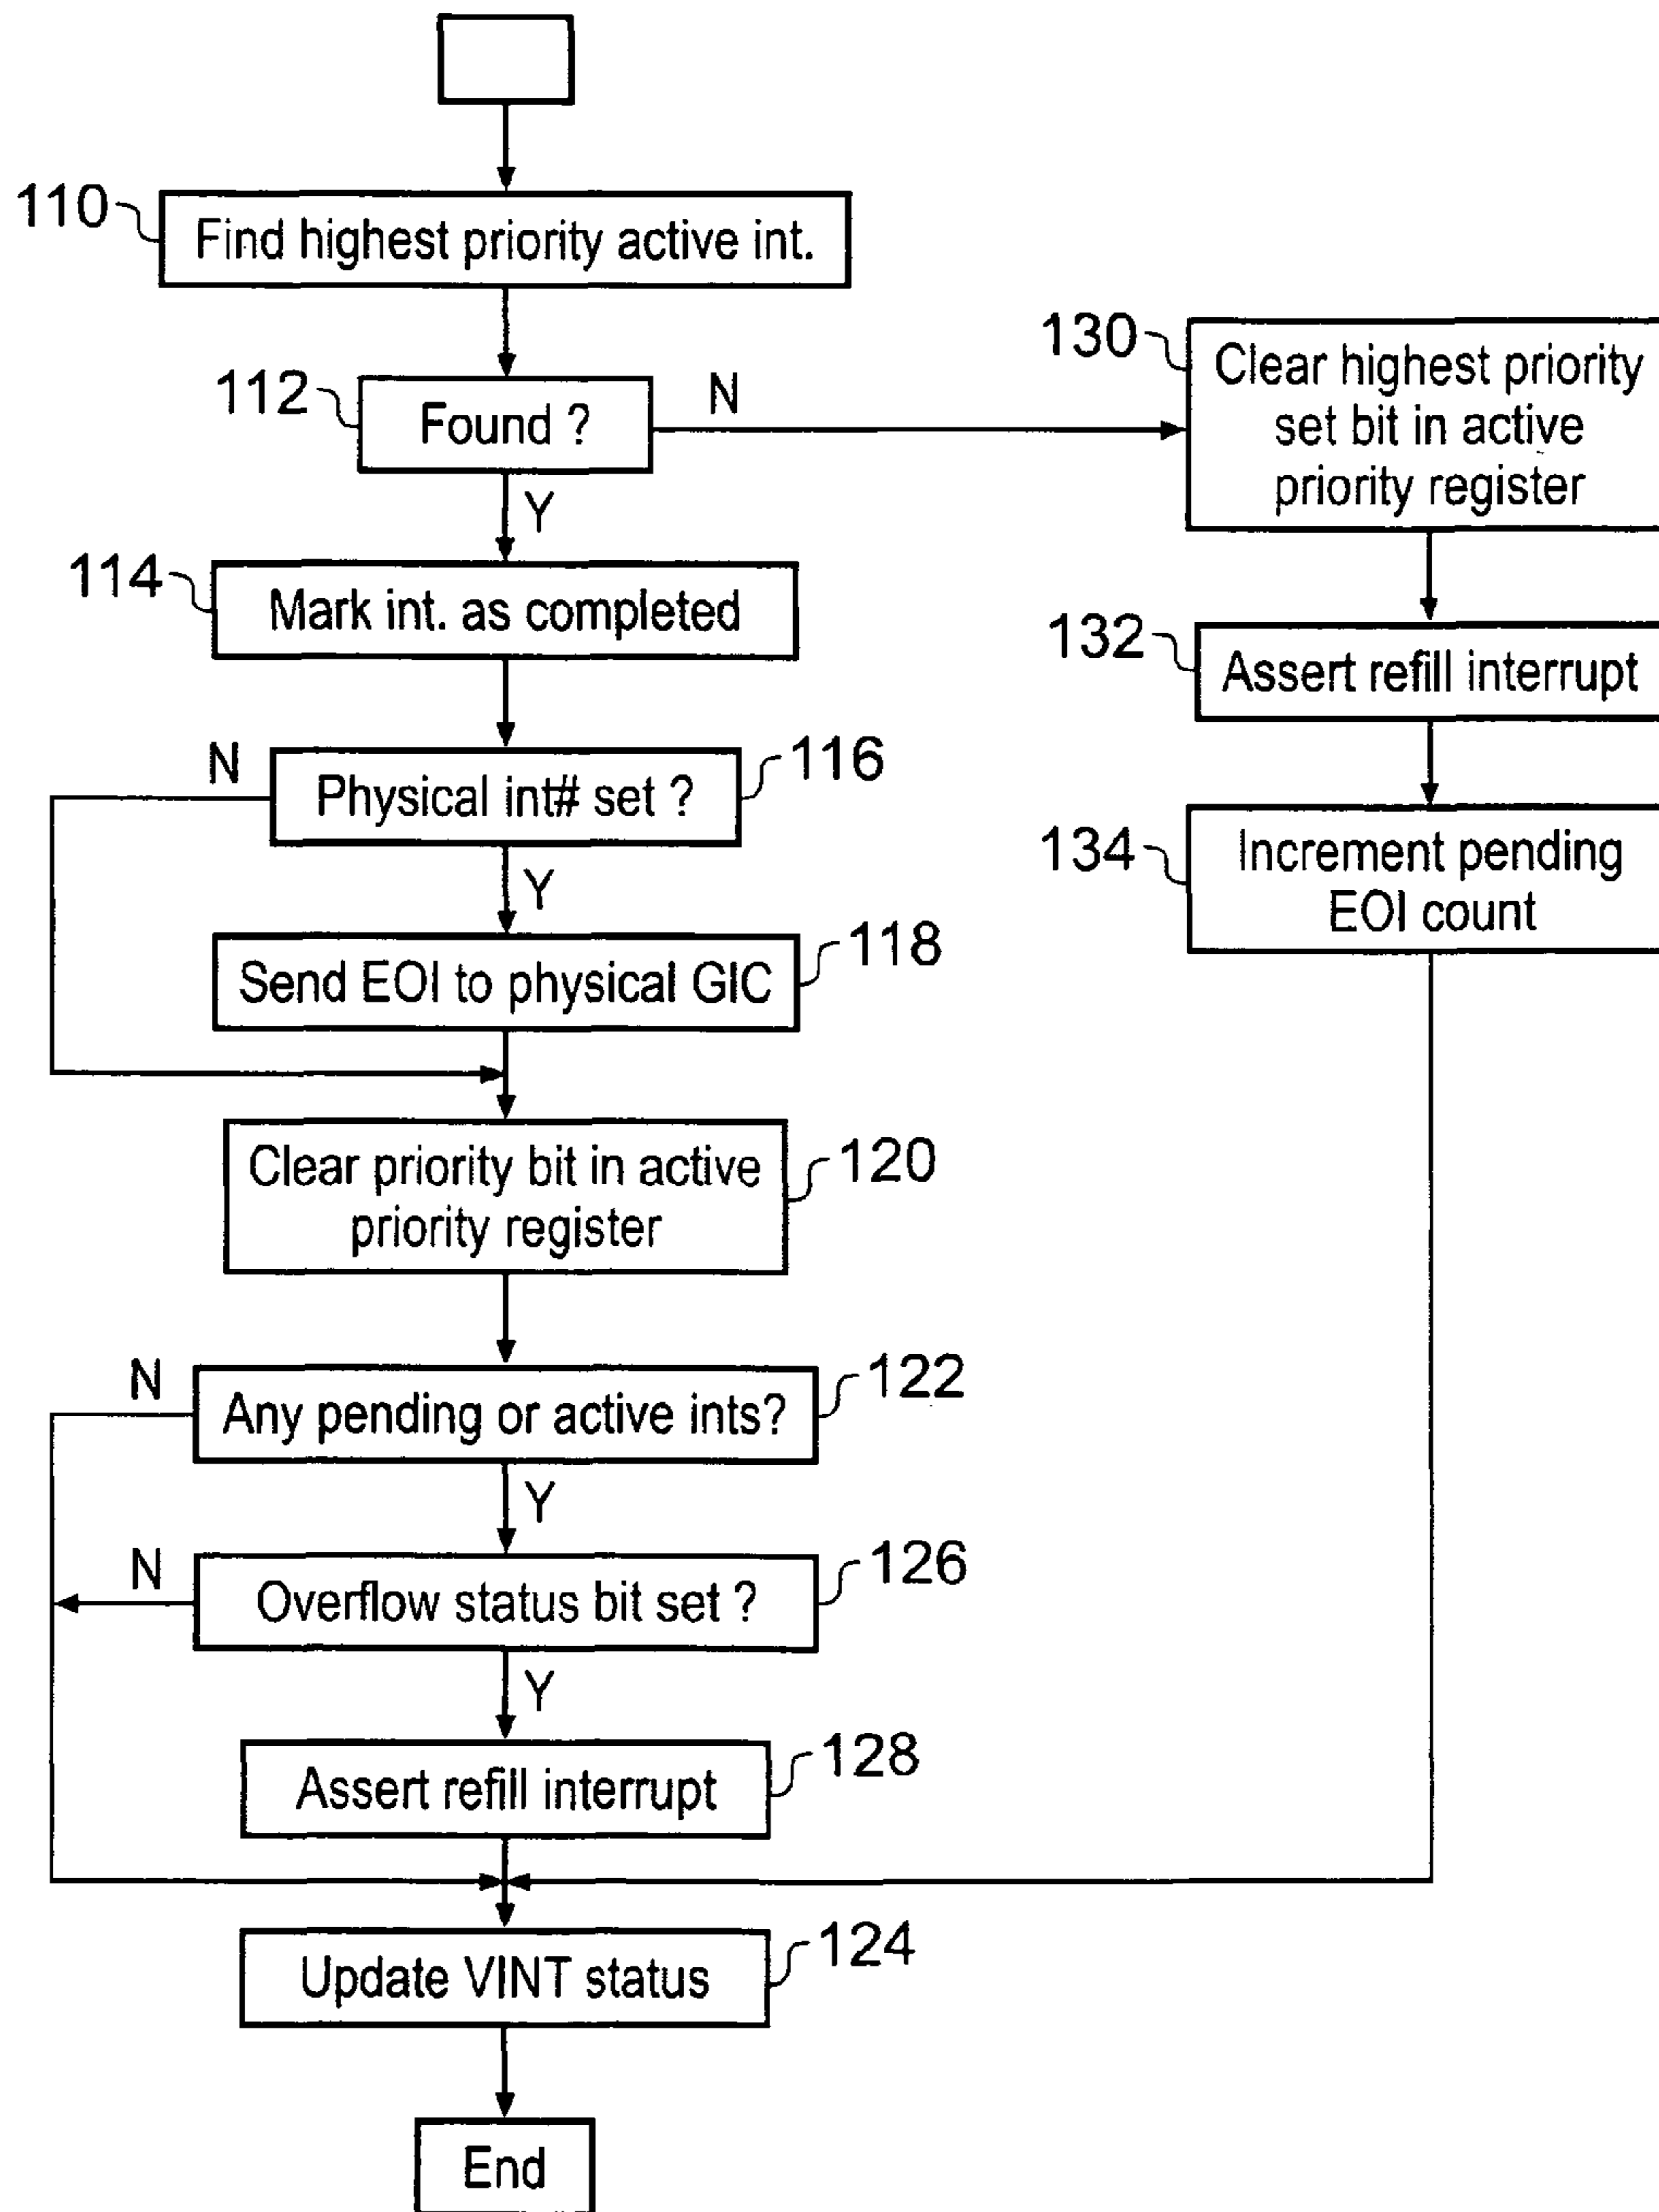 110
Find highest priority active int.
112
Found ?
N
Y
130
Clear highest priority
set bit in active
priority register
114
Mark int. as completed
132
Assert refill interrupt
N
Physical int# set ?
116
Y
134
Increment pending
EOI count
Send EOI to physical GIC
118
Clear priority bit in active
priority register
120
N
Any pending or active ints?
122
Y
N
Overflow status bit set ?
126
Y
Assert refill interrupt
128
Update VINT status
124
End